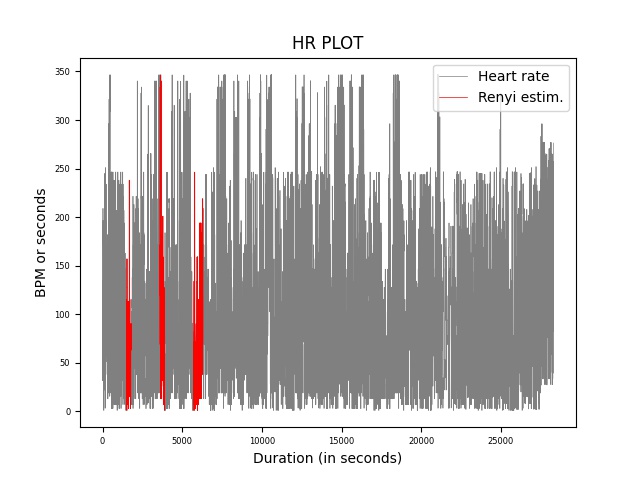 HR PLOT
Heart rate
Renyi estim.
BPM or seconds
350
300
250
200
150
100
50
0
0 5000 10000 15000 20000 25000
Duration (in seconds)